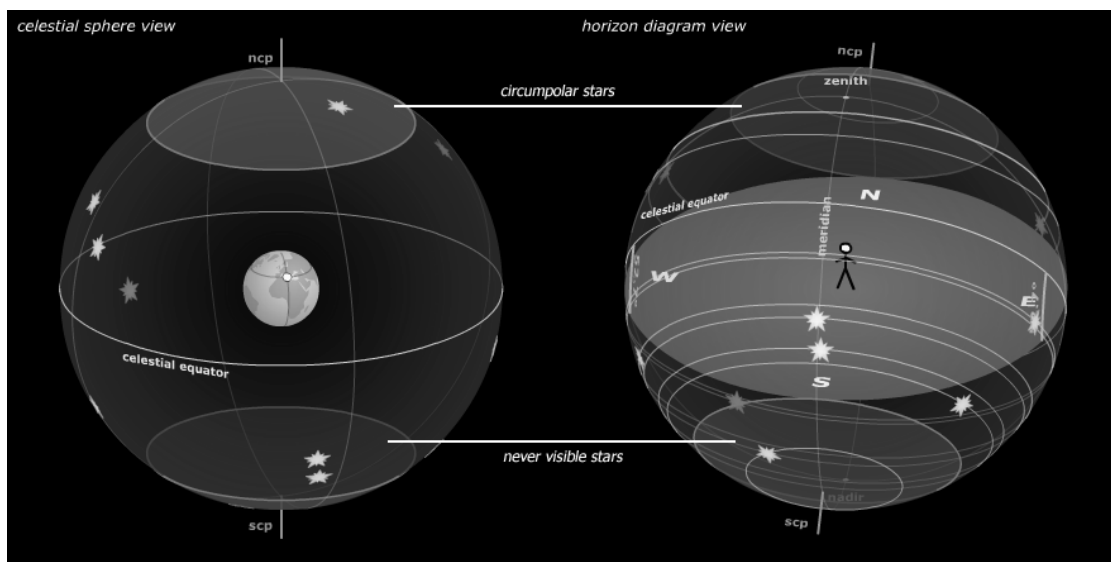 celestial sphere view
horizon diagram view
ncp
ncp
zenith
circumpolar stars
celestial equator
meridian
N
W
E
S
celestial equator
never visible stars
nadir
scp
scp